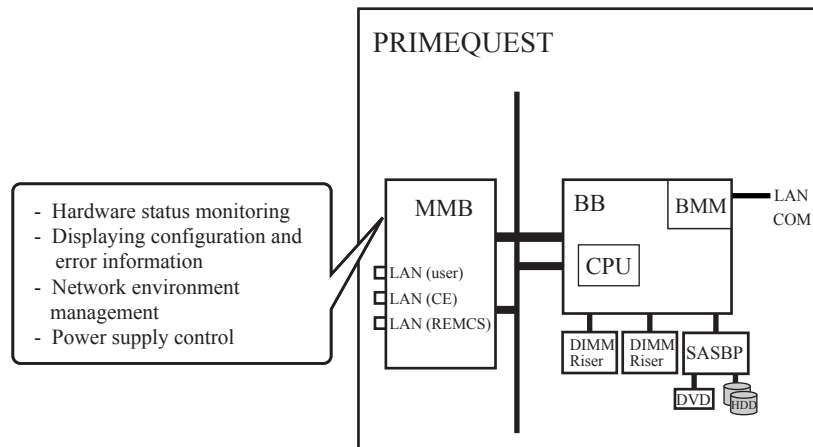 PRIMEQUEST
- Hardware status monitoring
- Displaying configuration and
error information
- Network environment
management
- Power supply control
MMB
LAN (user)
LAN (CE)
LAN (REMCS)
BB
BMM
LAN
COM
CPU
DIMM
Riser
DIMM
Riser
SASBP
DVD
HDD